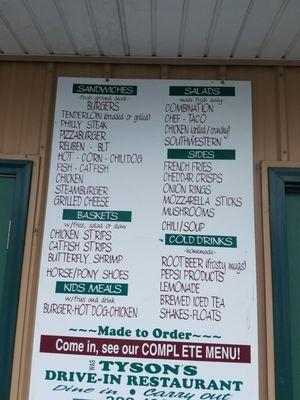 SANDWICHES
~fresh ground chuck~
BURGERS
TENDERLOIN (breaded or grilled)
PHILLY STEAK
PIZZABURGER
REUBEN - BLT
HOT - CORN - CHILI DOG
FISH - CATFISH
CHICKEN
STEAMBURGER
GRILLED CHEESE
BASKETS
w/fries, salad or slaw
CHICKEN STRIPS
CATFISH STRIPS
BUTTERFLY SHRIMP
HORSE/PONY SHOES
KIDS MEALS
w/fries and drink
BURGER-HOT DOG-CHICKEN
SALADS
~made fresh daily~
COMBINATION
CHEF - TACO
CHICKEN (grilled/crunchy)
SOUTHWESTERN
SIDES
FRENCH FRIES
CHEDDAR CRISPS
ONION RINGS
MOZZARELLA STICKS
MUSHROOMS
CHILI/SOUP
COLD DRINKS
~homemade~
ROOT BEER (frosty mugs)
PEPSI PRODUCTS
LEMONADE
BREWED ICED TEA
SHAKES-FLOATS
~~~Made to Order~~~
Come in, see our COMPLETE MENU!
WAS TYSON'S
DRIVE-IN RESTAURANT
Dine in • Carry out